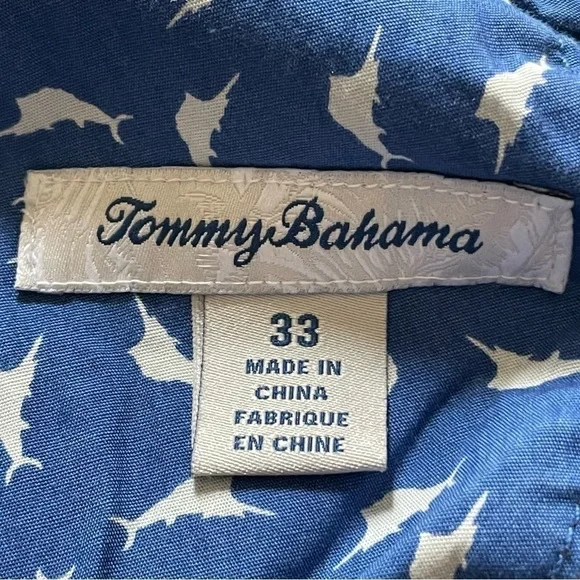 Tommy Bahama
33
MADE IN
CHINA
FABRIQUE
EN CHINE